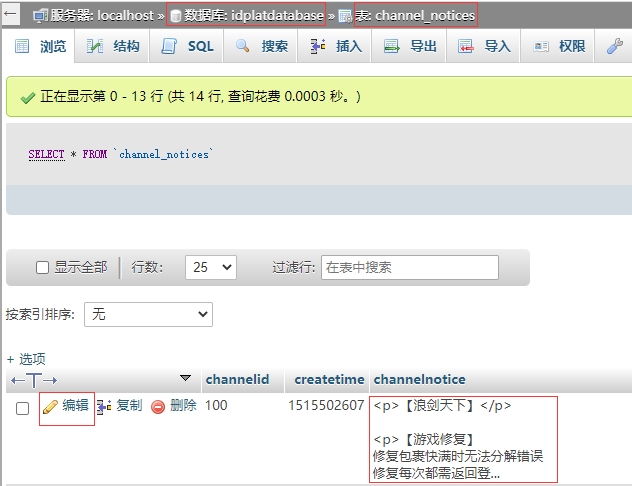 服务器: localhost » 数据库: idplatdatabase » 表: channel_notices
浏览 结构 SQL 搜索 插入 导出 导入 权限
正在显示第 0 - 13 行 (共 14 行, 查询花费 0.0003 秒。)
SELECT * FROM `channel_notices`
显示全部 行数: 25 过滤行: 在表中搜索
按索引排序: 无
+ 选项
←T→ channelid createtime channelnotice
编辑 复制 删除 100 1515502607 <p>【浪剑天下】</p>
<p>【游戏修复】
修复包裹快满时无法分解错误
修复每次都需返回登...